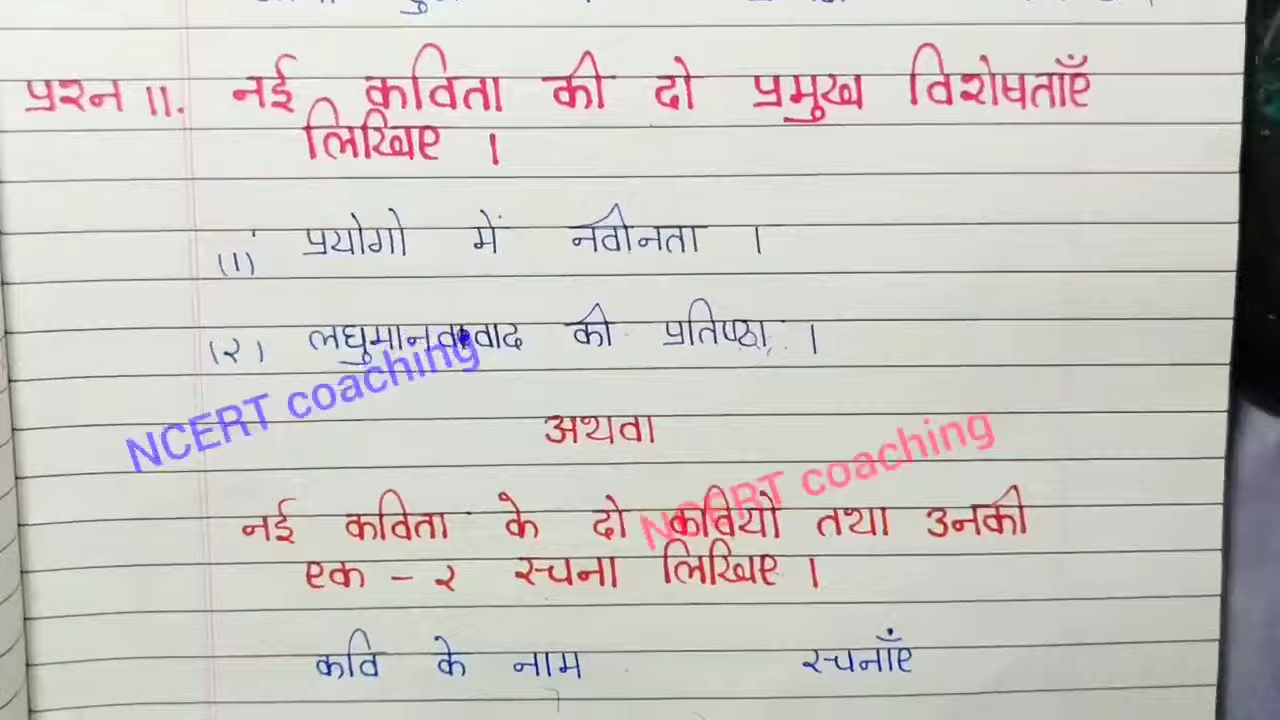 प्रश्न 11. नई कविता की दो प्रमुख विशेषताएँ
लिखिए ।
(1) प्रयोगो में नवीनता ।
(२) लघुमानववाद की प्रतिष्ठा ।
NCERT coaching
अथवा
NCERT coaching
नई कविता के दो कवियों तथा उनकी
एक - २ रचना लिखिए ।
कवि के नाम रचनाएँ